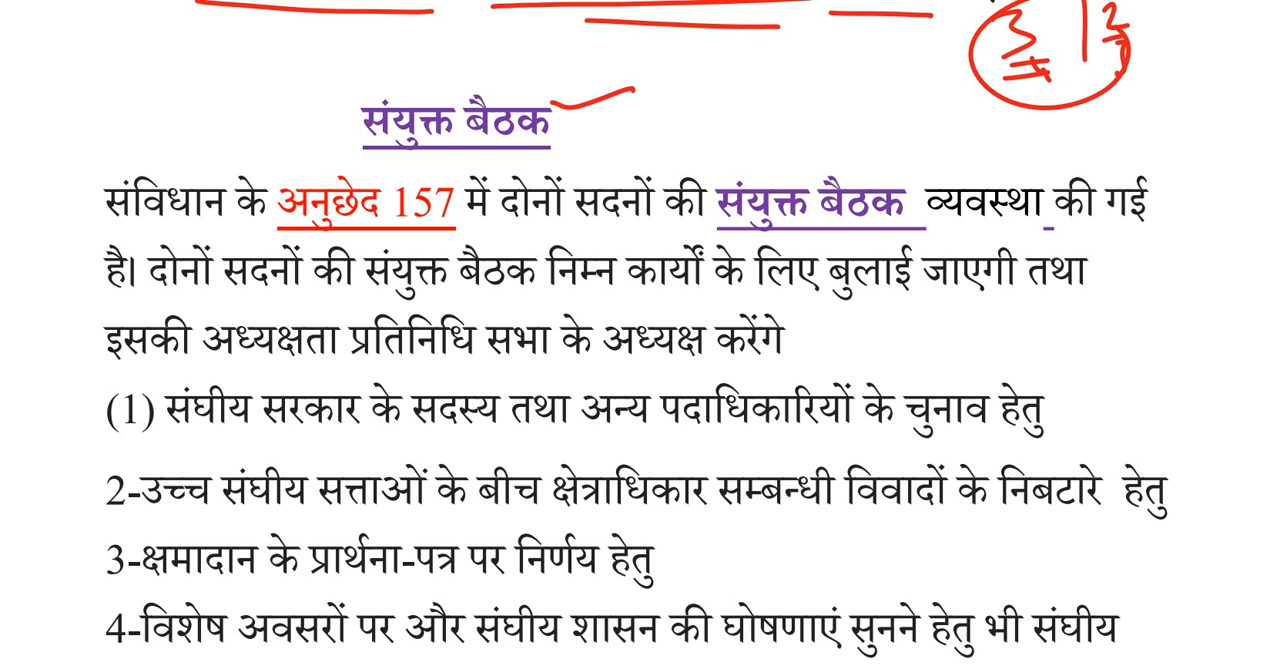 संयुक्त बैठक
संविधान के अनुछेद 157 में दोनों सदनों की संयुक्त बैठक व्यवस्था की गई
है। दोनों सदनों की संयुक्त बैठक निम्न कार्यों के लिए बुलाई जाएगी तथा
इसकी अध्यक्षता प्रतिनिधि सभा के अध्यक्ष करेंगे
(1) संघीय सरकार के सदस्य तथा अन्य पदाधिकारियों के चुनाव हेतु
2-उच्च संघीय सत्ताओं के बीच क्षेत्राधिकार सम्बन्धी विवादों के निबटारे हेतु
3-क्षमादान के प्रार्थना-पत्र पर निर्णय हेतु
4-विशेष अवसरों पर और संघीय शासन की घोषणाएं सुनने हेतु भी संघीय